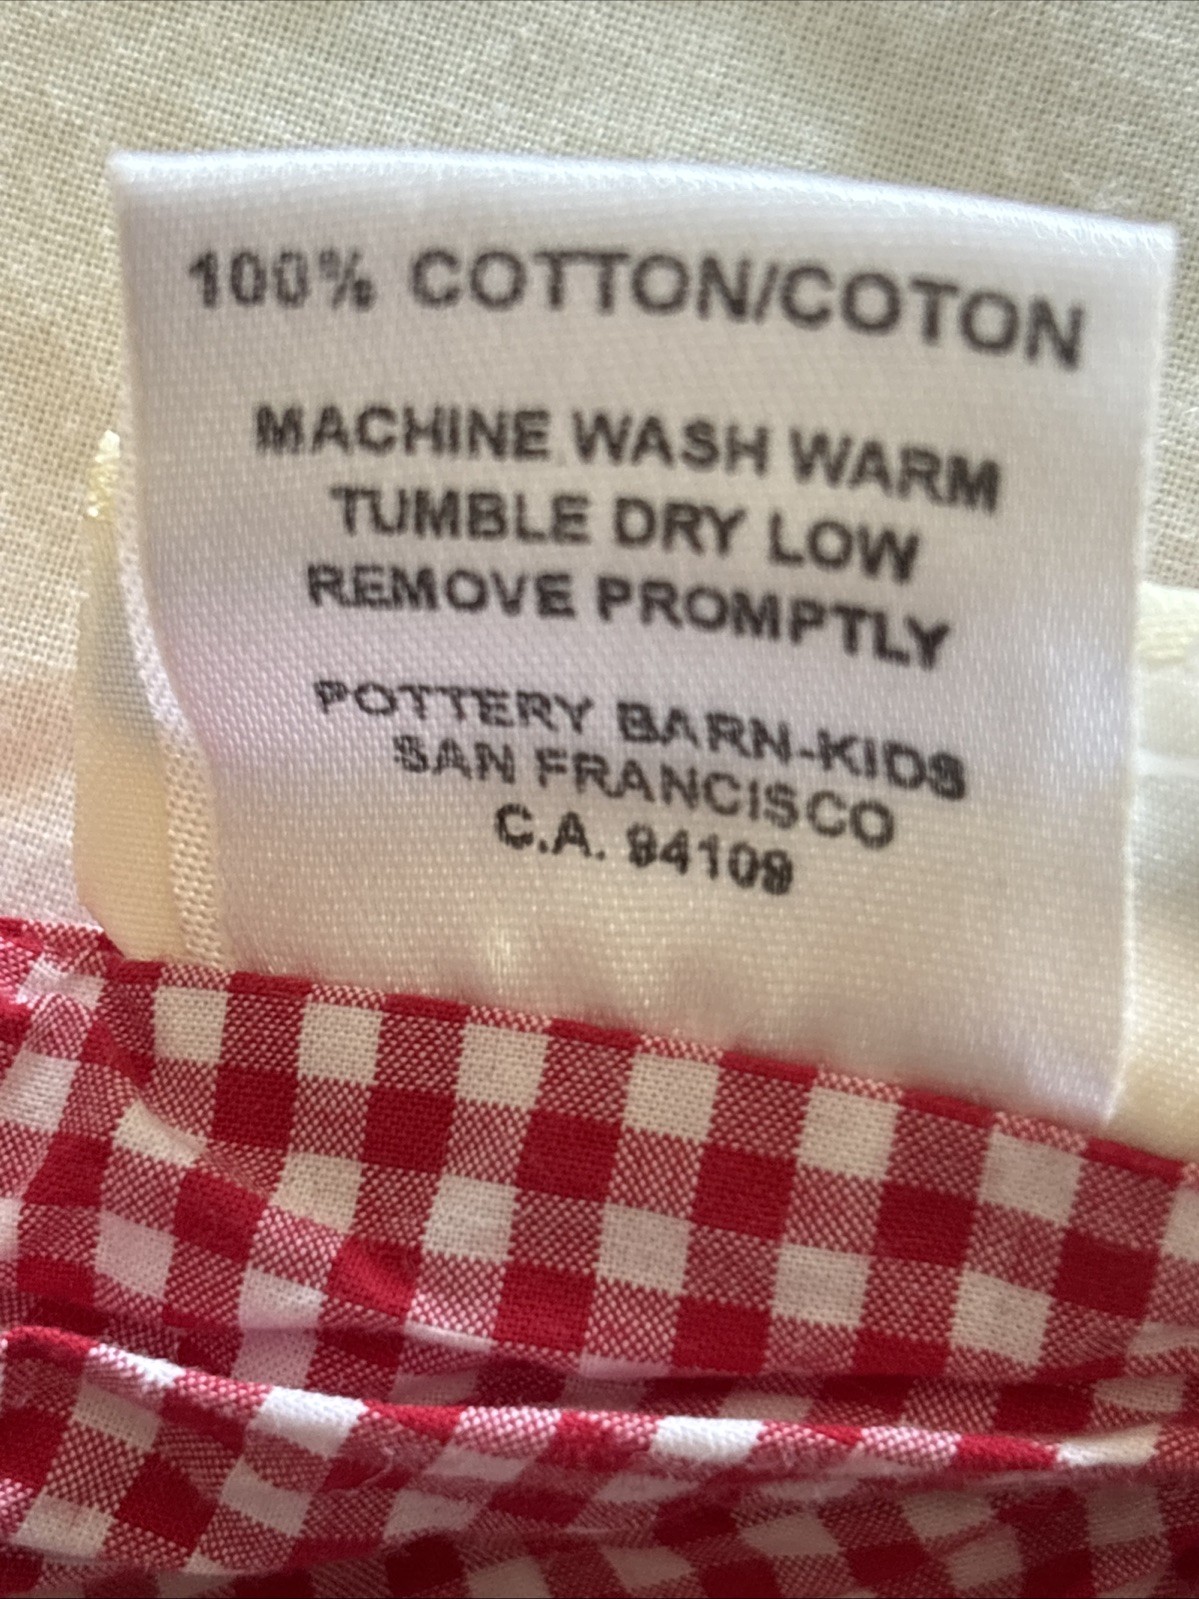 100% COTTON/COTON
MACHINE WASH WARM
TUMBLE DRY LOW
REMOVE PROMPTLY
POTTERY BARN-KIDS
SAN FRANCISCO
C.A. 94109